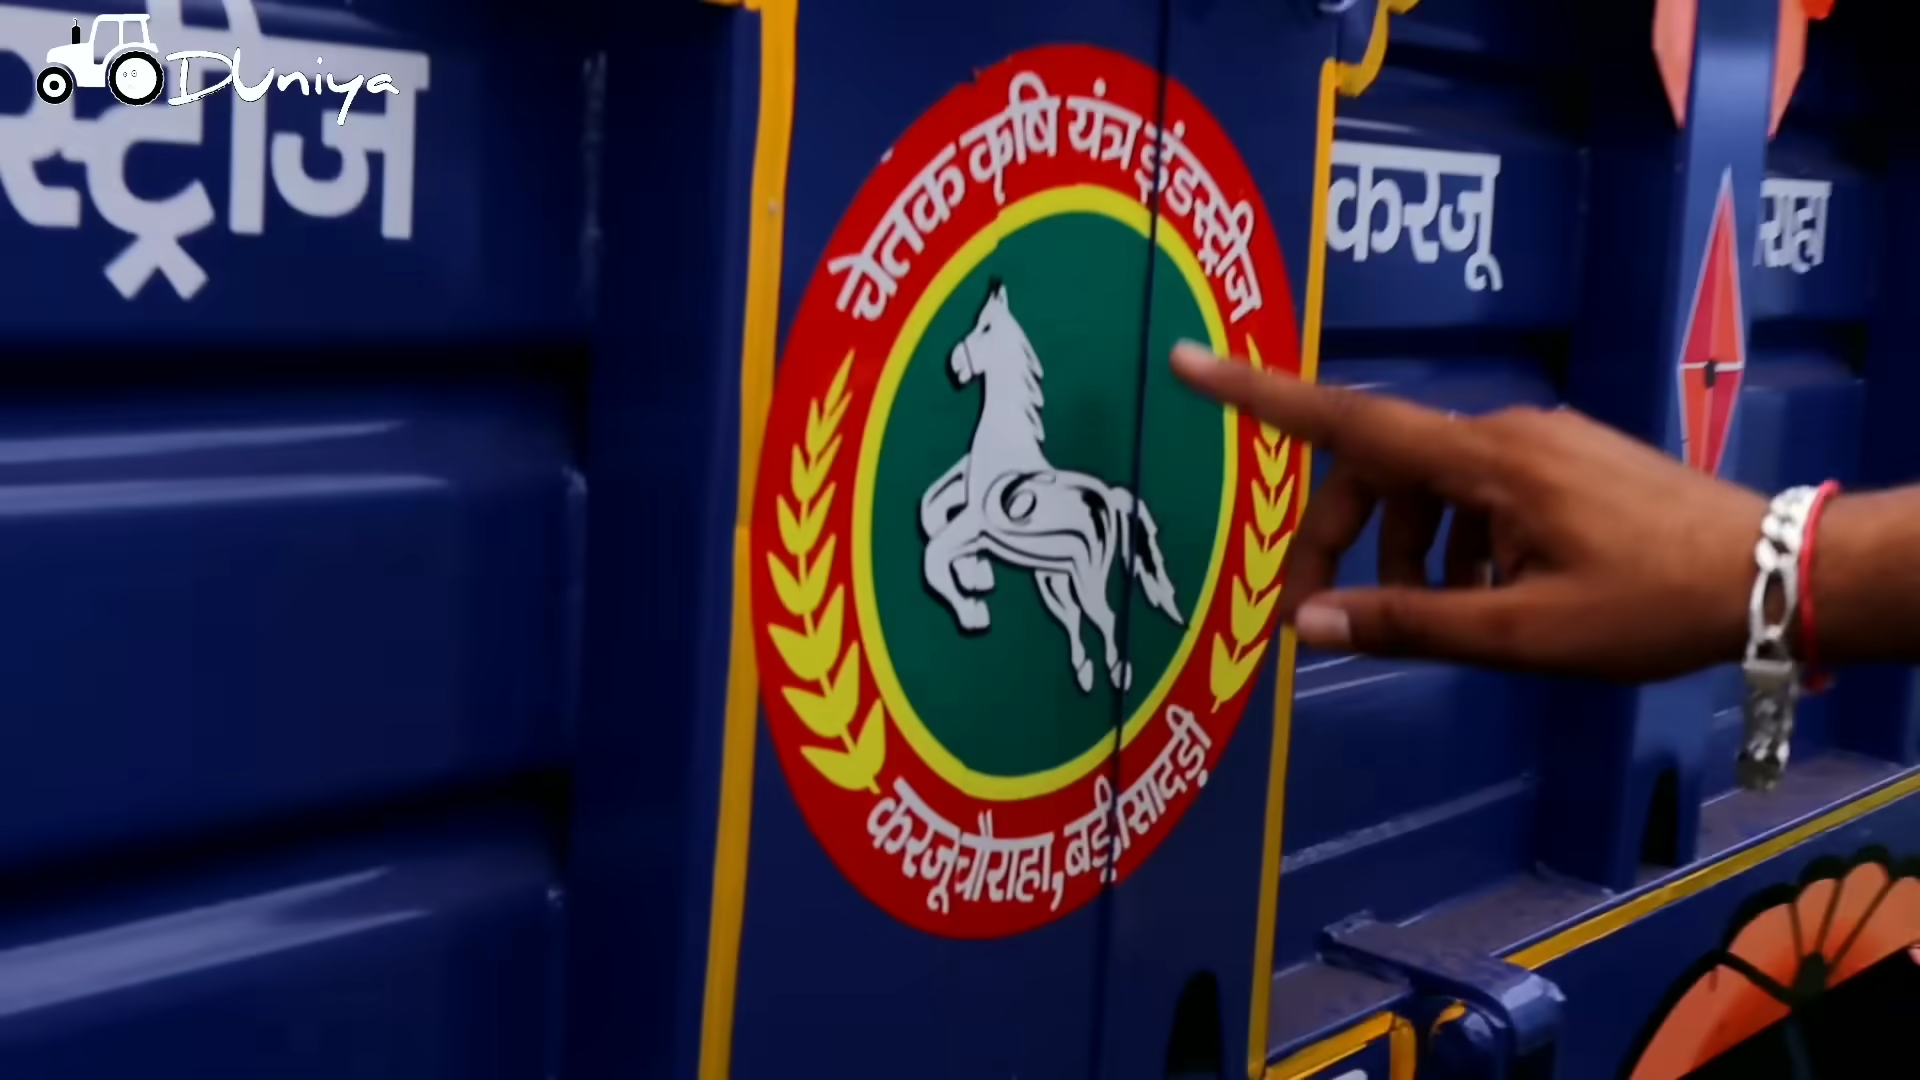 DUniya
स्ट्रीज
चेतक कृषि यंत्र इंडस्ट्रीज
करजू
राहा
करजू चौराहा, बड़ी सादड़ी